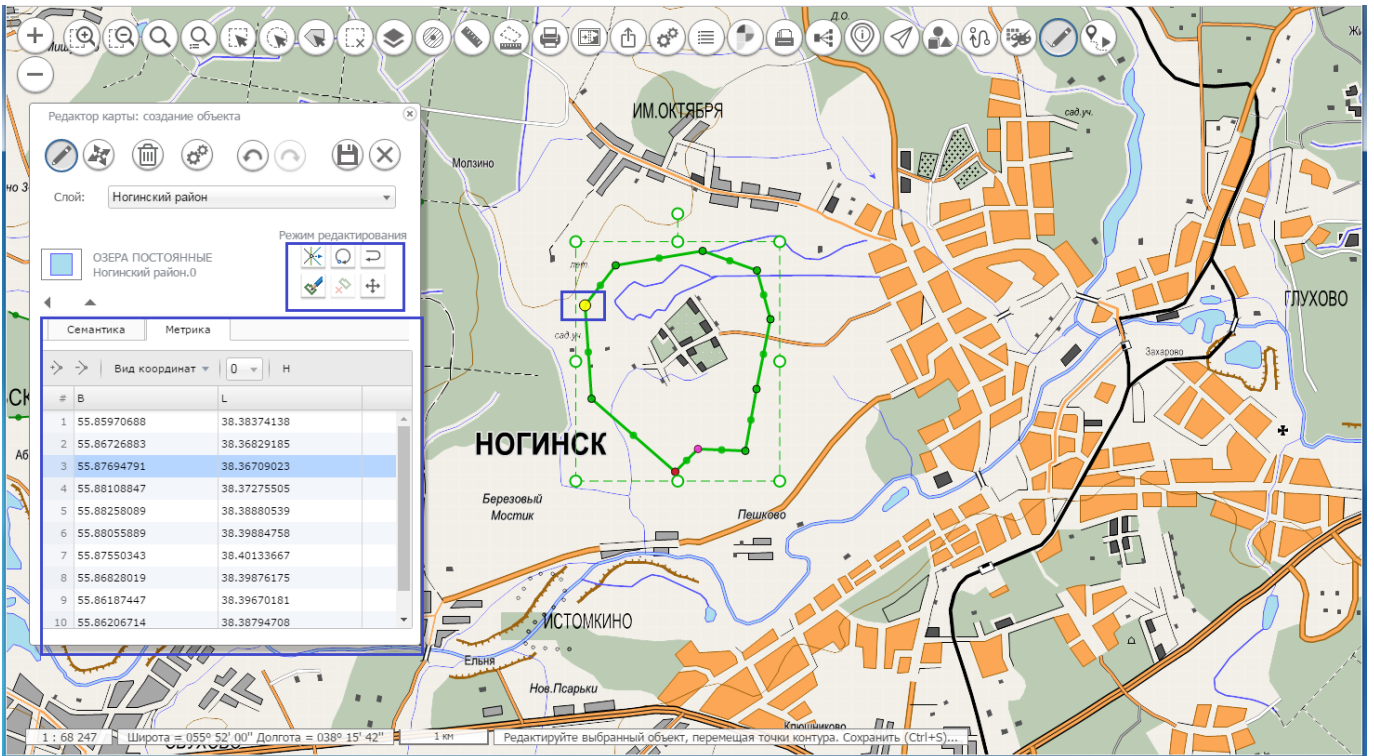 Д.О.
ИМ.ОКТЯБРЯ
сад.уч.
Редактор карты: создание объекта
Молзино
Слой: Ногинский район
Режим редактирования
ОЗЕРА ПОСТОЯННЫЕ
Ногинский район.0
лет.
ГЛУХОВО
Семантика Метрика
сад.уч.
Захарово
Вид координат 0 H
# B L
1 55.85970688 38.38374138
2 55.86726883 38.36829185
3 55.87694791 38.36709023
4 55.88108847 38.37275505
5 55.88258089 38.38880539
6 55.88055889 38.39884758
7 55.87550343 38.40133667
8 55.86828019 38.39876175
9 55.86187447 38.39670181
10 55.86206714 38.38794708
НОГИНСК
Березовый
Мостик
Пешково
ИСТОМКИНО
Ельня
Нов.Псарьки
Клюшниково
1 : 68 247 Широта = 055° 52' 00" Долгота = 038° 15' 42" 1 км Редактируйте выбранный объект, перемещая точки контура. Сохранить (Ctrl+S)...